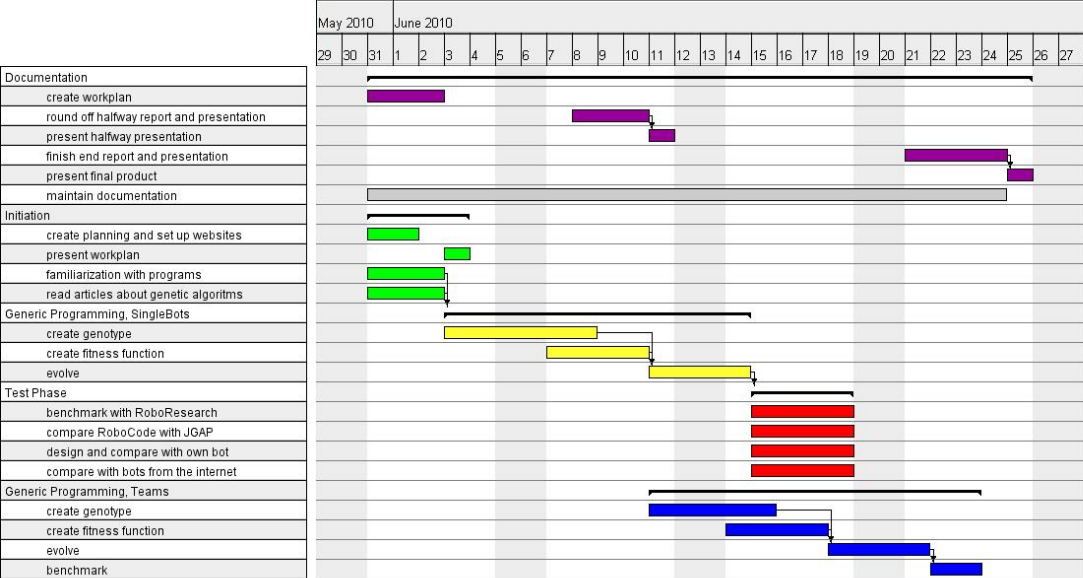 May 2010 June 2010
29 30 31 1 2 3 4 5 6 7 8 9 10 11 12 13 14 15 16 17 18 19 20 21 22 23 24 25 26 27
Documentation
create workplan
round off halfway report and presentation
present halfway presentation
finish end report and presentation
present final product
maintain documentation
Initiation
create planning and set up websites
present workplan
familiarization with programs
read articles about genetic algoritms
Generic Programming, SingleBots
create genotype
create fitness function
evolve
Test Phase
benchmark with RoboResearch
compare RoboCode with JGAP
design and compare with own bot
compare with bots from the internet
Generic Programming, Teams
create genotype
create fitness function
evolve
benchmark